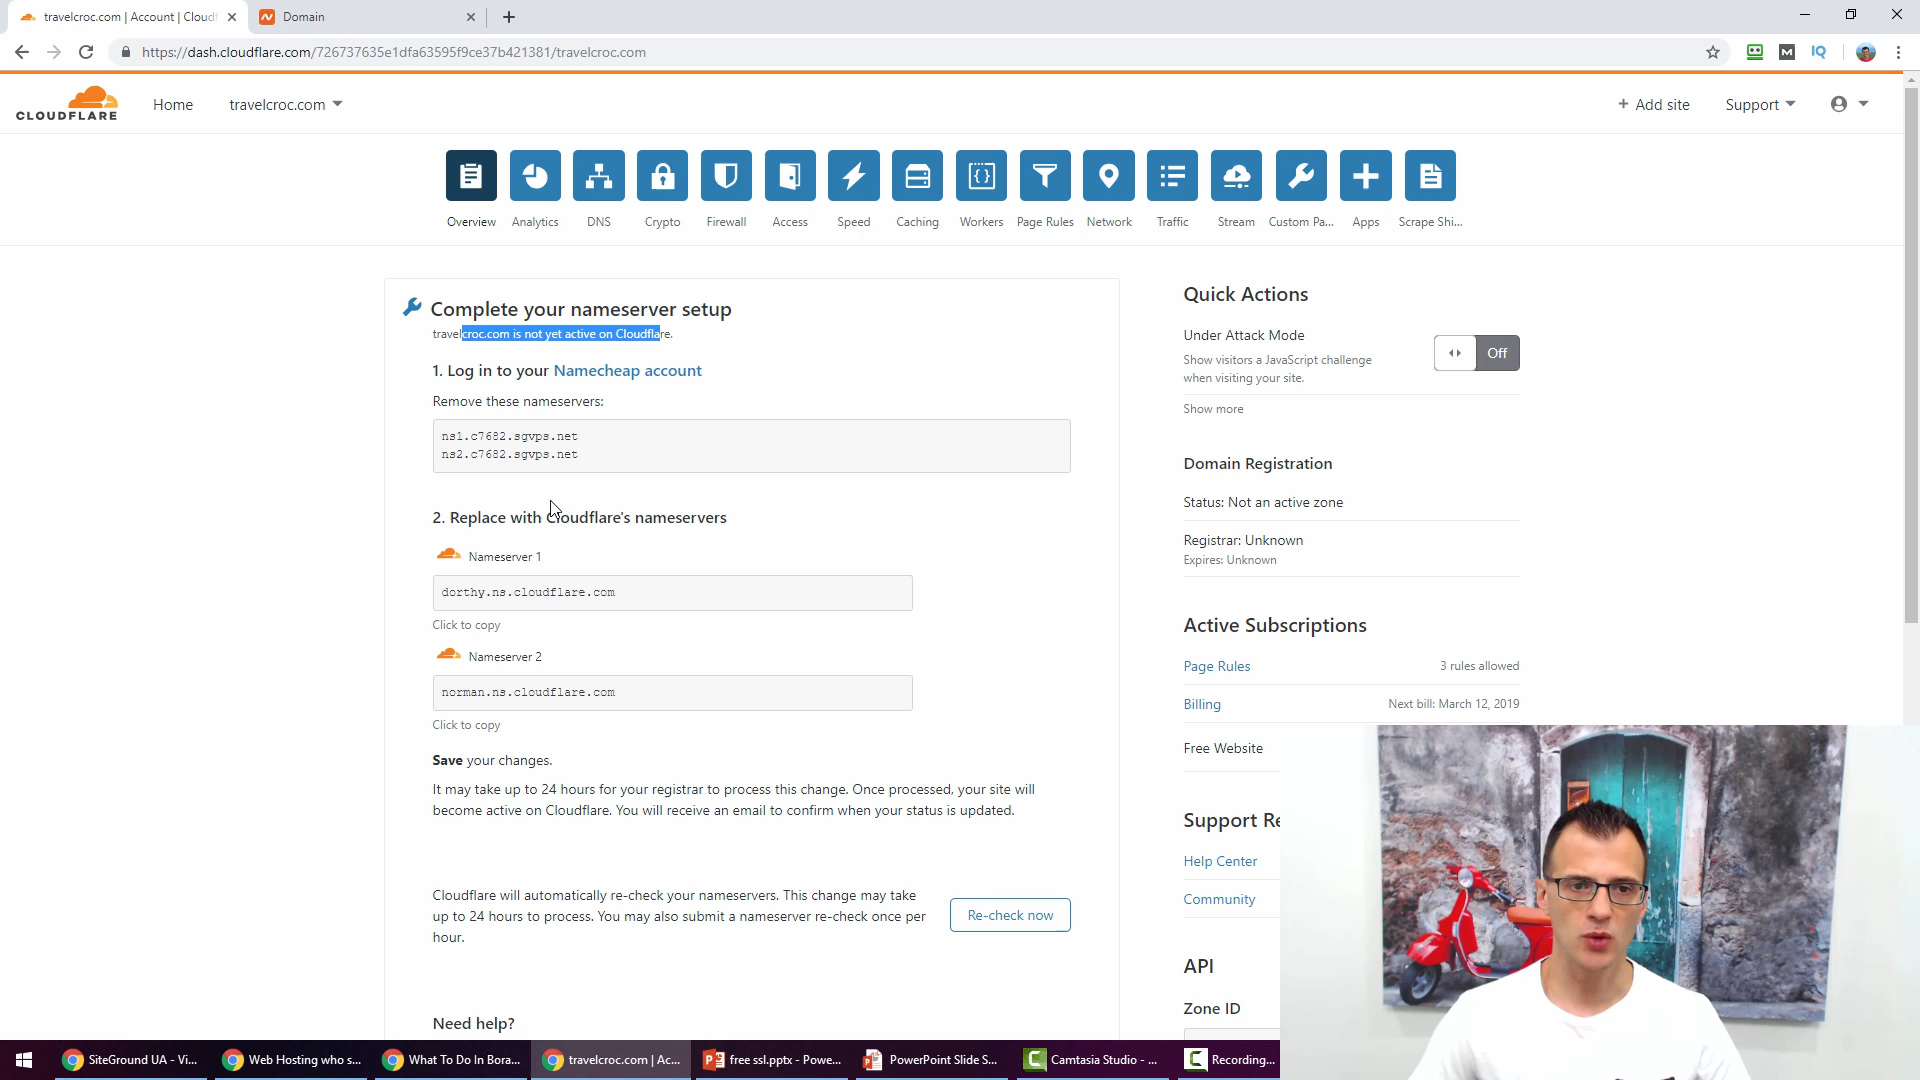 travelcroc.com | Account | Cloudf
Domain
https://dash.cloudflare.com/726737635e1dfa63595f9ce37b421381/travelcroc.com
CLOUDFLARE
Home
travelcroc.com
+ Add site
Support
Overview
Analytics
DNS
Crypto
Firewall
Access
Speed
Caching
Workers
Page Rules
Network
Traffic
Stream
Custom Pa...
Apps
Scrape Shi...
Complete your nameserver setup
travelcroc.com is not yet active on Cloudflare.
1. Log in to your Namecheap account
Remove these nameservers:
ns1.c7682.sgvps.net
ns2.c7682.sgvps.net
2. Replace with Cloudflare's nameservers
Nameserver 1
dorthy.ns.cloudflare.com
Click to copy
Nameserver 2
norman.ns.cloudflare.com
Click to copy
Save your changes.
It may take up to 24 hours for your registrar to process this change. Once processed, your site will
become active on Cloudflare. You will receive an email to confirm when your status is updated.
Cloudflare will automatically re-check your nameservers. This change may take
up to 24 hours to process. You may also submit a nameserver re-check once per
hour.
Re-check now
Need help?
Quick Actions
Under Attack Mode
Show visitors a JavaScript challenge
when visiting your site.
Off
Show more
Domain Registration
Status: Not an active zone
Registrar: Unknown
Expires: Unknown
Active Subscriptions
Page Rules
3 rules allowed
Billing
Next bill: March 12, 2019
Free Website
Support Re
Help Center
Community
API
Zone ID
SiteGround UA - Vi...
Web Hosting who s...
What To Do In Bora...
travelcroc.com | Ac...
free ssl.pptx - Powe...
PowerPoint Slide S...
Camtasia Studio - ...
Recording...